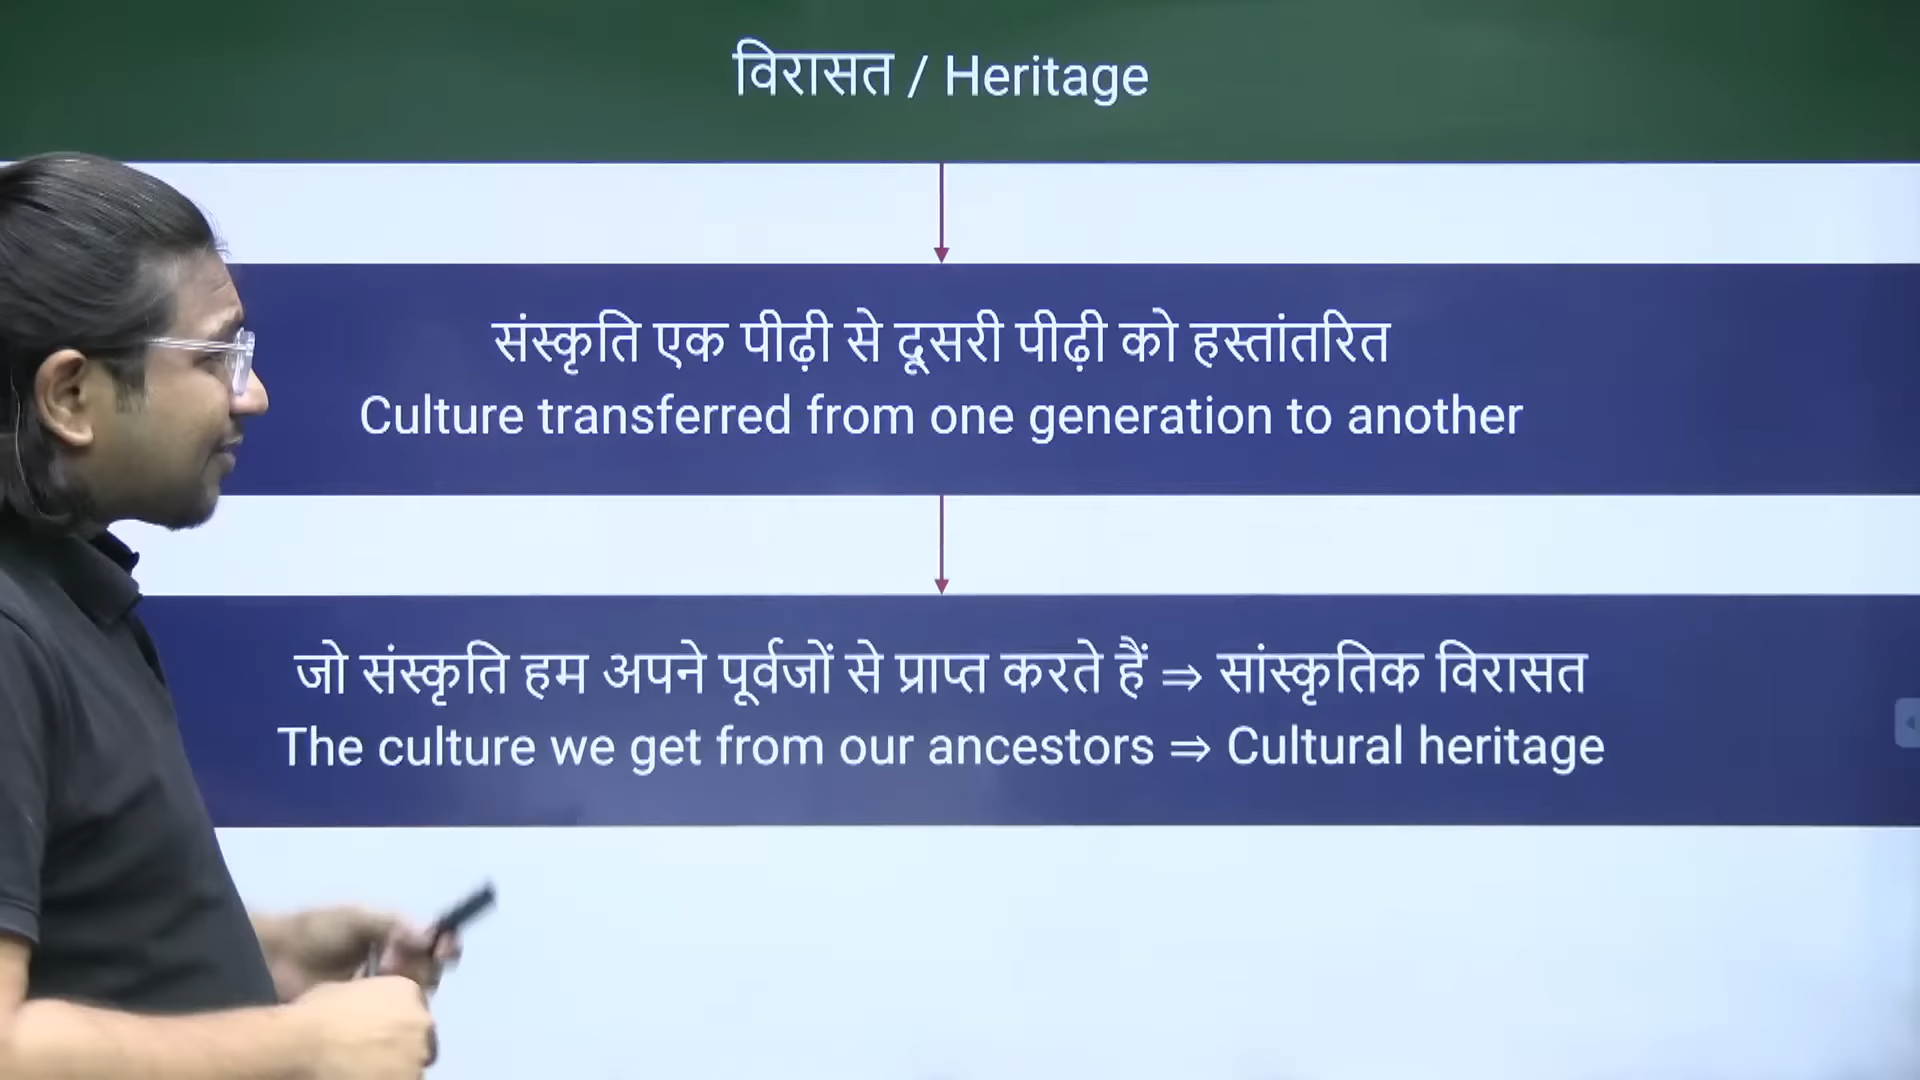 विरासत / Heritage
संस्कृति एक पीढ़ी से दूसरी पीढ़ी को हस्तांतरित
Culture transferred from one generation to another
जो संस्कृति हम अपने पूर्वजों से प्राप्त करते हैं ⇒ सांस्कृतिक विरासत
The culture we get from our ancestors ⇒ Cultural heritage